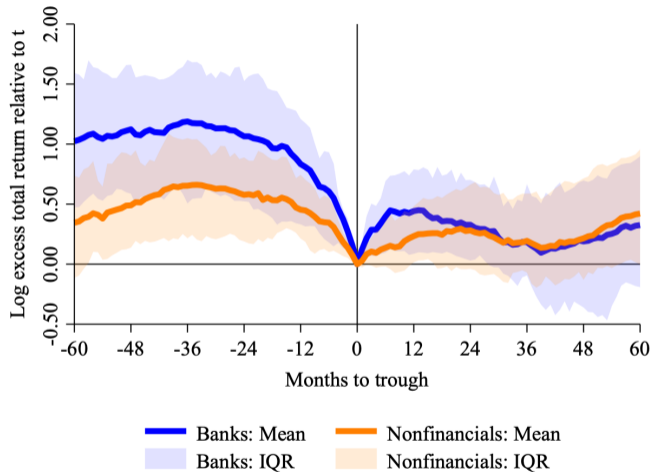 Log excess total return relative to t
2.00
1.50
1.00
0.50
0.00
-0.50
-60 -48 -36 -24 -12 0 12 24 36 48 60
Months to trough
Banks: Mean Nonfinancials: Mean
Banks: IQR Nonfinancials: IQR